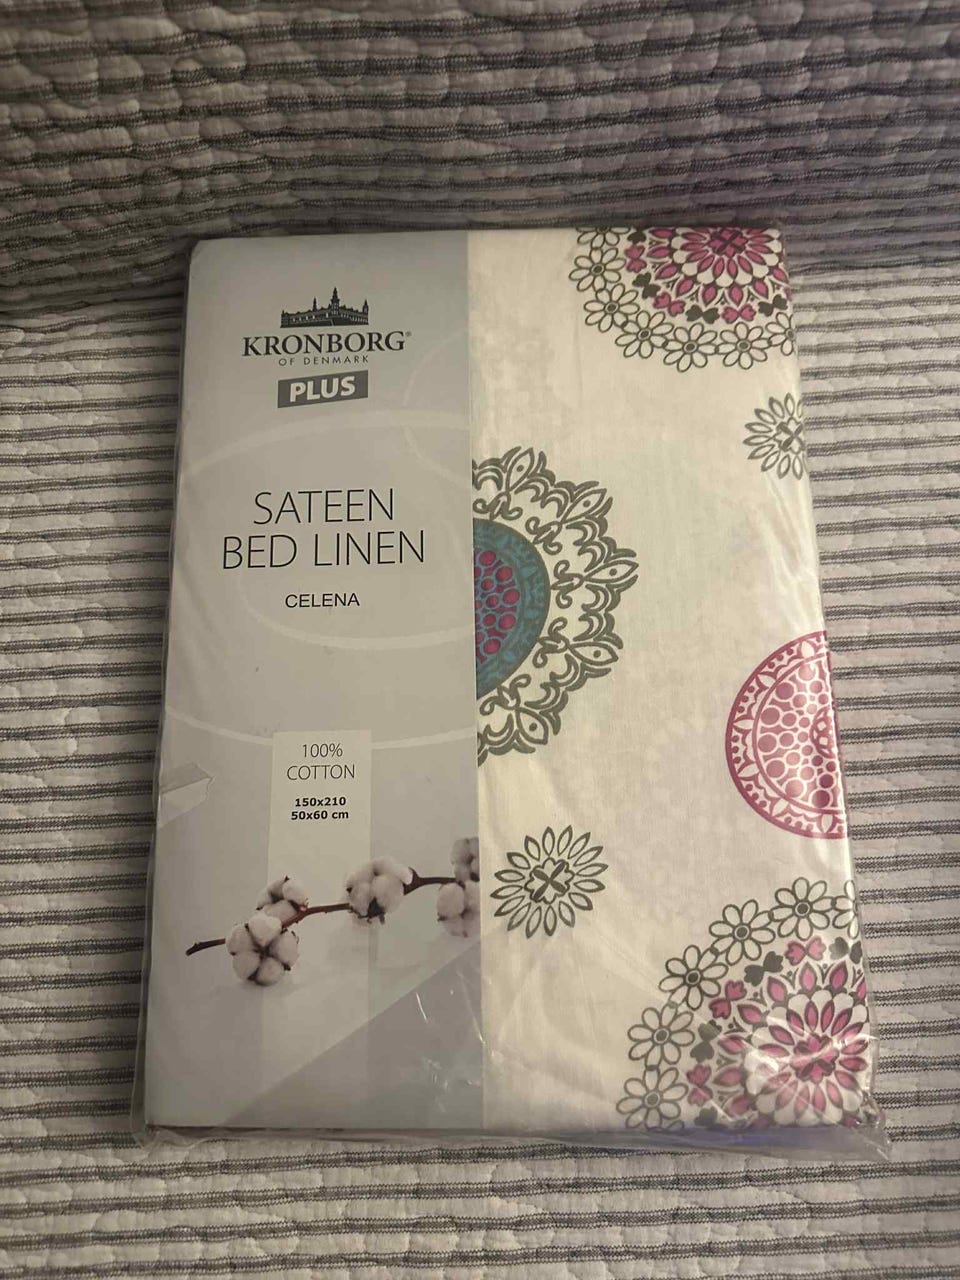 KRONBORG®
OF DENMARK
PLUS
SATEEN
BED LINEN
CELENA
100%
COTTON
150x210
50x60 cm